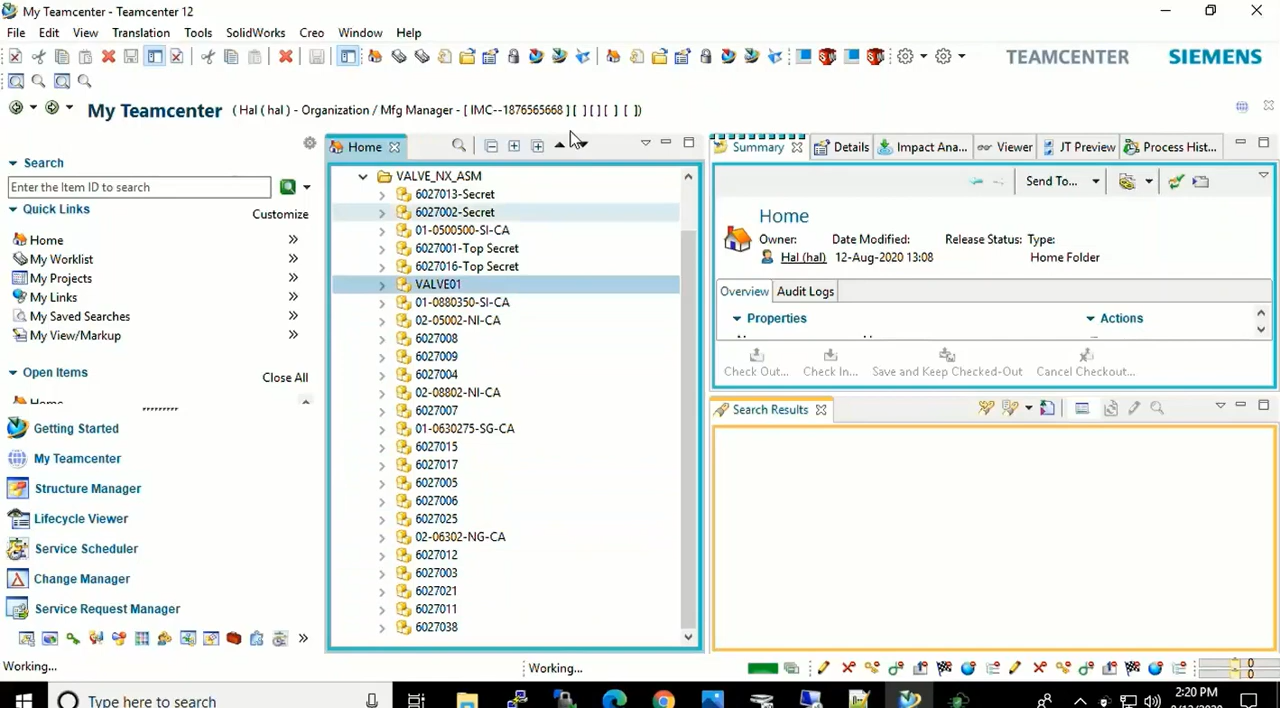 My Teamcenter - Teamcenter 12
File Edit View Translation Tools SolidWorks Creo Window Help
TEAMCENTER SIEMENS
My Teamcenter ( Hal ( hal ) - Organization / Mfg Manager - [ IMC--1876565668 ] [ ] [ ] [ ] [ ] )
Search
Enter the Item ID to search
Quick Links Customize
Home
My Worklist
My Projects
My Links
My Saved Searches
My View/Markup
Open Items Close All
Getting Started
My Teamcenter
Structure Manager
Lifecycle Viewer
Service Scheduler
Change Manager
Service Request Manager
Home
VALVE_NX_ASM
6027013-Secret
6027002-Secret
01-0500500-SI-CA
6027001-Top Secret
6027016-Top Secret
VALVE01
01-0880350-SI-CA
02-05002-NI-CA
6027008
6027009
6027004
02-08802-NI-CA
6027007
01-0630275-SG-CA
6027015
6027017
6027005
6027006
6027025
02-06302-NG-CA
6027012
6027003
6027021
6027011
6027038
Summary Details Impact Ana... Viewer JT Preview Process Hist...
Send To...
Home
Owner: Date Modified: Release Status: Type:
Hal (hal) 12-Aug-2020 13:08 Home Folder
Overview Audit Logs
Properties Actions
Check Out... Check In... Save and Keep Checked-Out Cancel Checkout...
Search Results
Working... Working... 0
0
Type here to search 2:20 PM